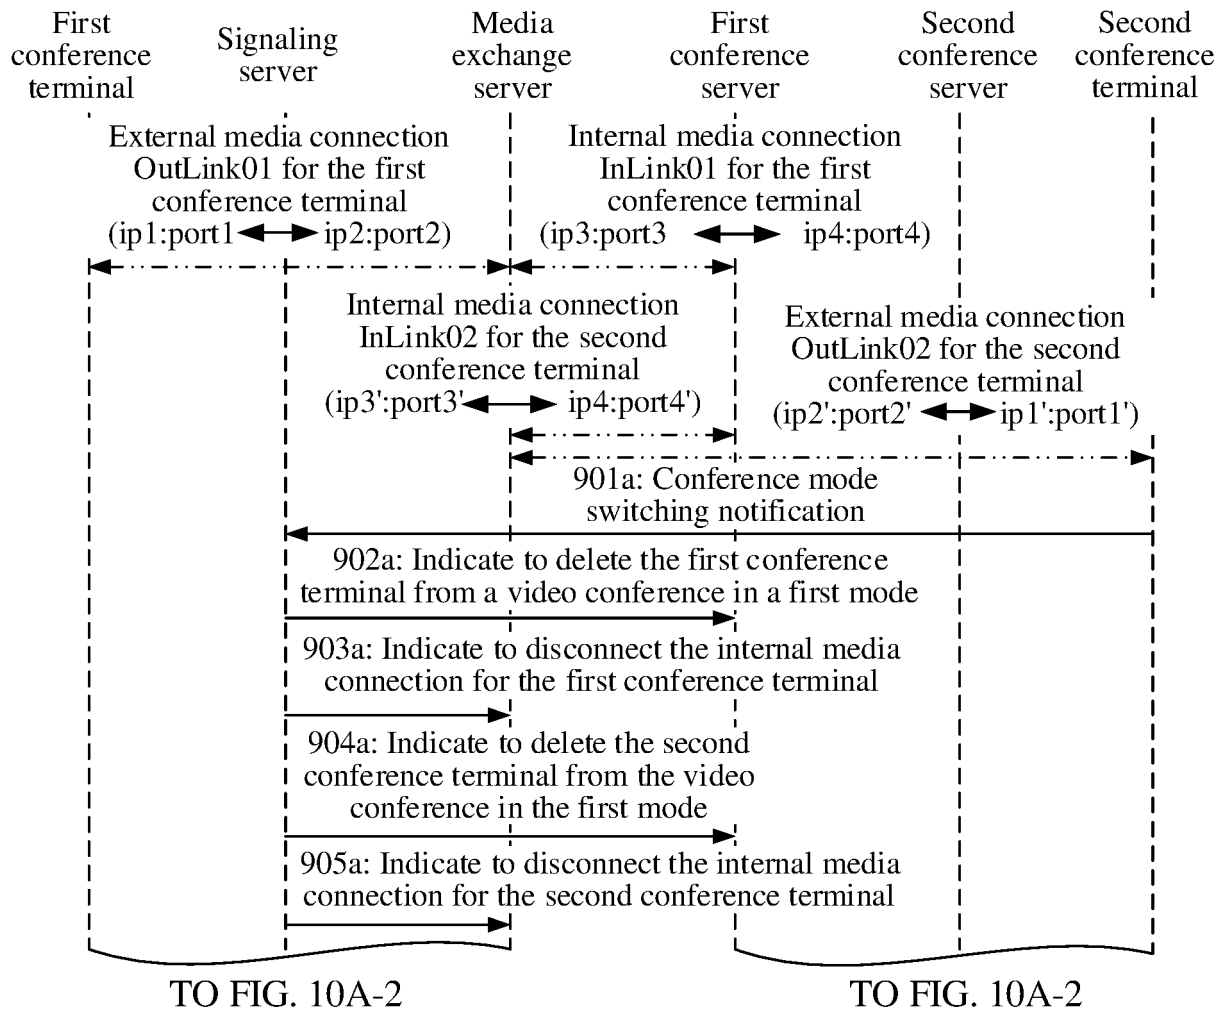 First
conference
terminal
Signaling
server
Media
exchange
server
First
conference
server
Second
conference
server
Second
conference
terminal
External media connection
OutLink01 for the first
conference terminal
(ip1:port1 ip2:port2)
Internal media connection
InLink01 for the first
conference terminal
(ip3:port3 ip4:port4)
Internal media connection
InLink02 for the second
conference terminal
(ip3':port3' ip4:port4')
External media connection
OutLink02 for the second
conference terminal
(ip2':port2' ip1':port1')
901a: Conference mode
switching notification
902a: Indicate to delete the first conference
terminal from a video conference in a first mode
903a: Indicate to disconnect the internal media
connection for the first conference terminal
904a: Indicate to delete the second
conference terminal from the video
conference in the first mode
905a: Indicate to disconnect the internal media
connection for the second conference terminal
TO FIG. 10A-2
TO FIG. 10A-2